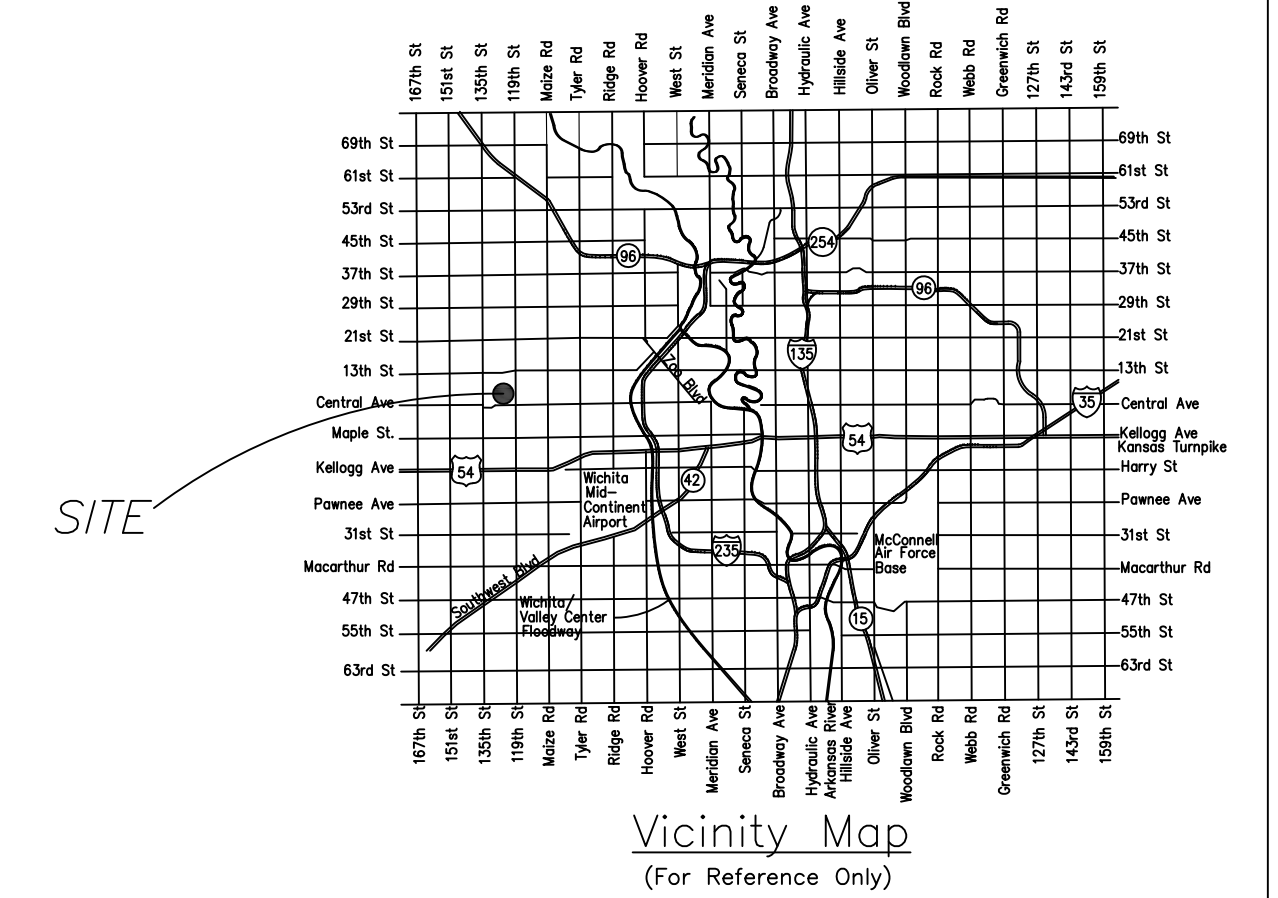 167th St
151st St
135th St
119th St
Maize Rd
Tyler Rd
Ridge Rd
Hoover Rd
West St
Meridian Ave
Seneca St
Broadway Ave
Hydraulic Ave
Hillside Ave
Oliver St
Woodlawn Blvd
Rock Rd
Webb Rd
Greenwich Rd
127th St
143rd St
159th St
69th St
61st St
53rd St
45th St
37th St
29th St
21st St
13th St
Central Ave
Maple St.
Kellogg Ave
Pawnee Ave
31st St
Macarthur Rd
47th St
55th St
63rd St
SITE
96
254
96
135
Zoo Blvd
35
54
54
42
Wichita
Mid-
Continent
Airport
235
McConnell
Air Force
Base
Southwest Blvd
Wichita/
Valley Center
Floodway
15
69th St
61st St
53rd St
45th St
37th St
29th St
21st St
13th St
Central Ave
Kellogg Ave
Kansas Turnpike
Harry St
Pawnee Ave
31st St
Macarthur Rd
47th St
55th St
63rd St
167th St
151st St
135th St
119th St
Maize Rd
Tyler Rd
Ridge Rd
Hoover Rd
West St
Meridian Ave
Seneca St
Broadway Ave
Hydraulic Ave
Arkansas River
Hillside Ave
Oliver St
Woodlawn Blvd
Rock Rd
Webb Rd
Greenwich Rd
127th St
143rd St
159th St
Vicinity Map
(For Reference Only)